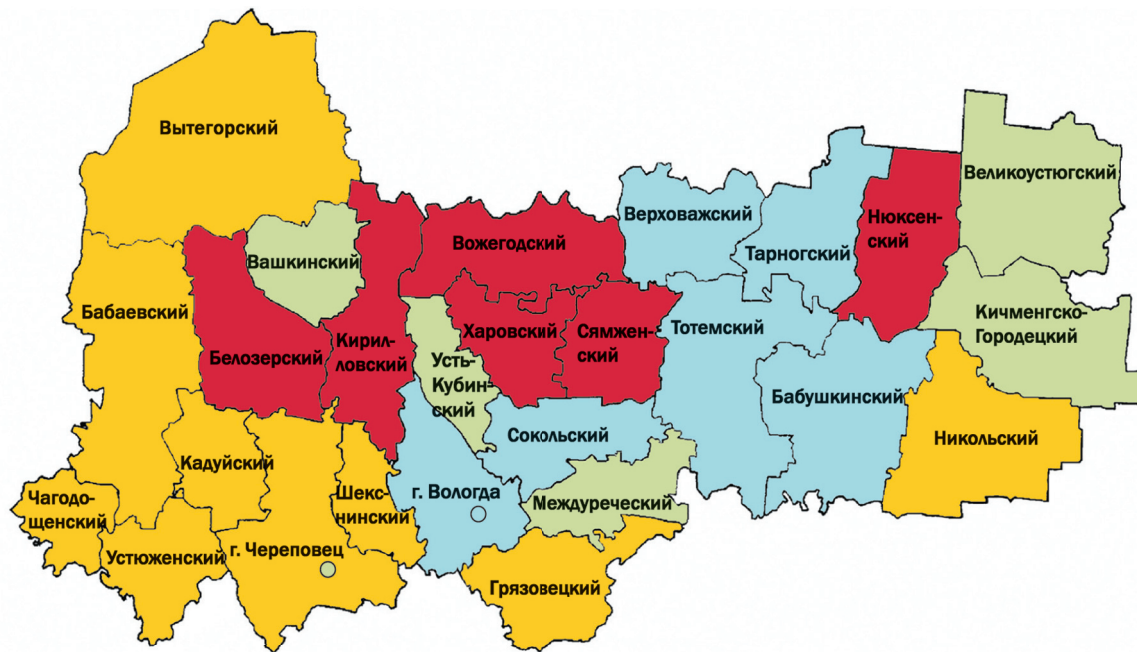 Вытегорский
Великоустюгский
Верховажский
Нюксен-
ский
Вожегодский
Тарногский
Вашкинский
Бабаевский
Кичменгско-
Городецкий
Харовский
Сямжен-
ский
Тотемский
Белозерский
Кирил-
ловский
Усть-
Кубин-
ский
Бабушкинский
Сокольский
Никольский
Кадуйский
Шекс-
нинский
г. Вологда
Междуреческий
Чагодо-
щенский
Устюженский
г. Череповец
Грязовецкий